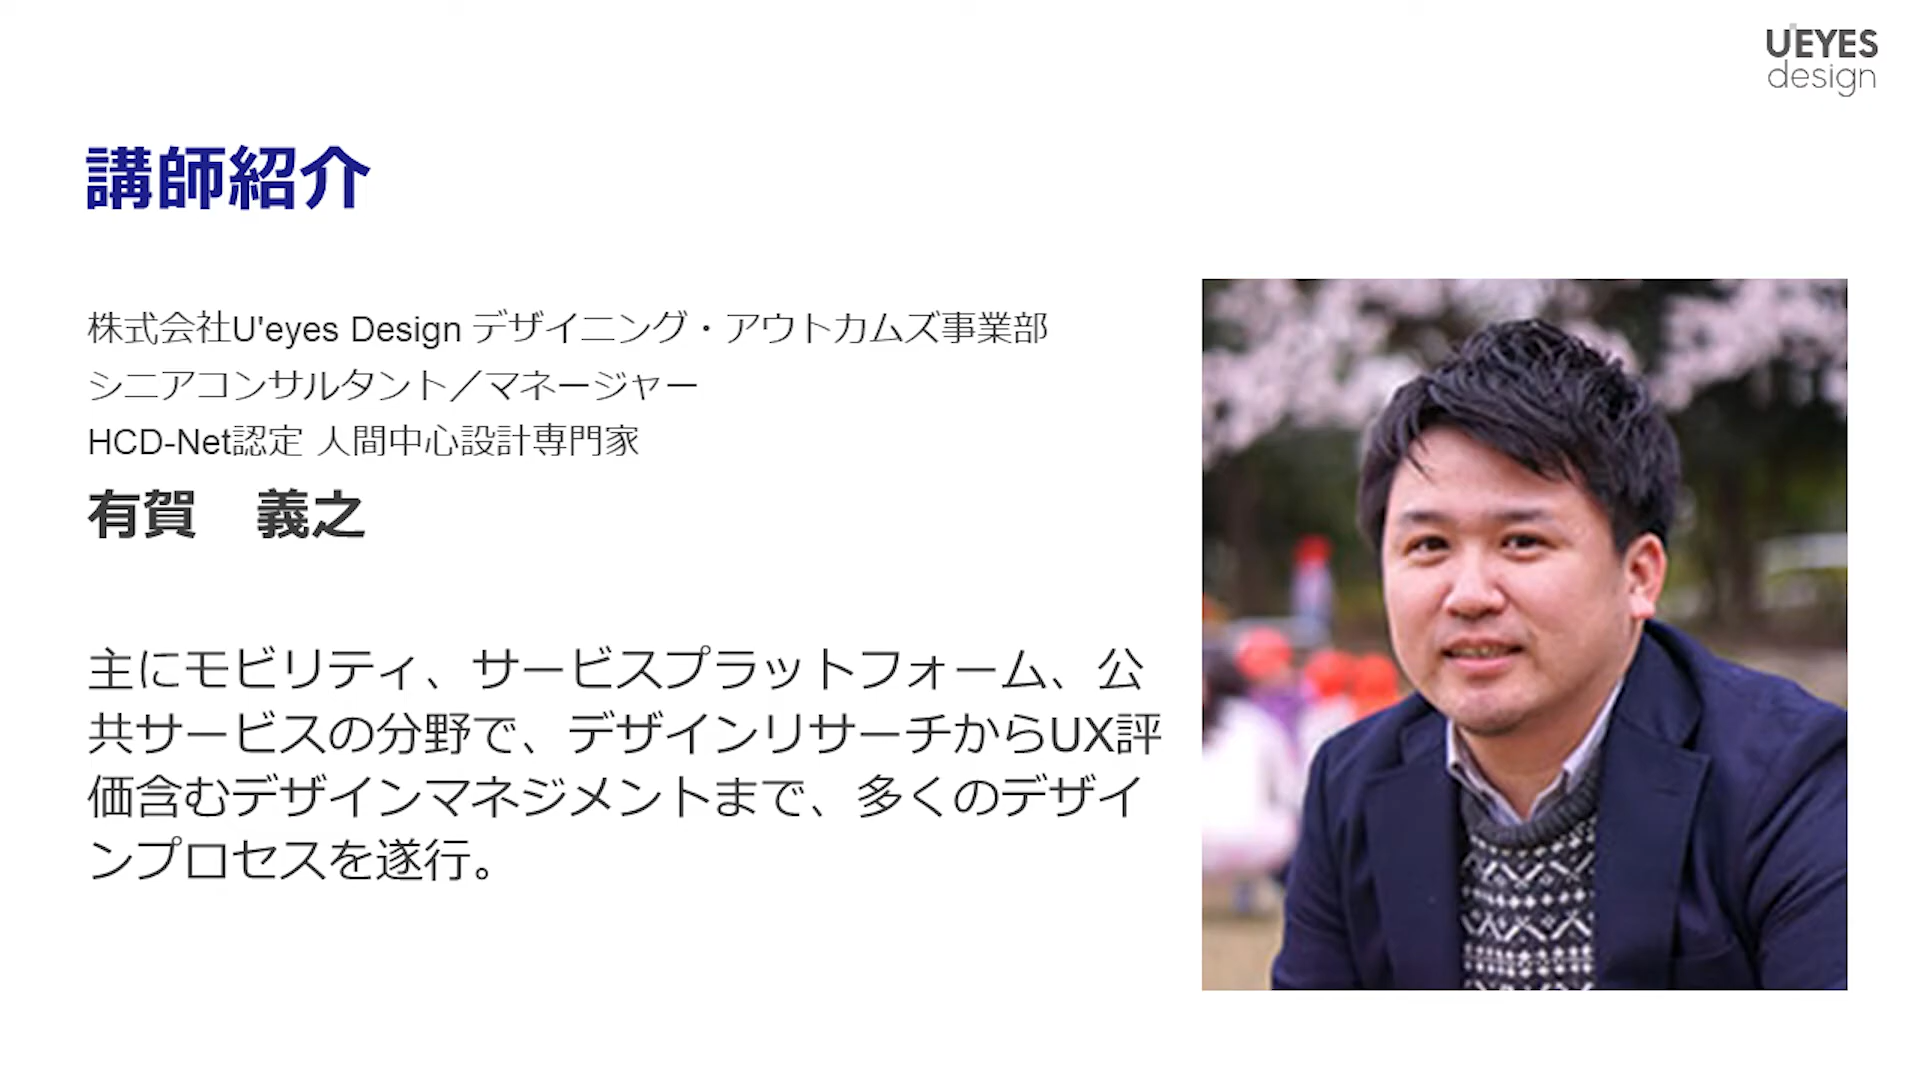 U'EYES
design
講師紹介
株式会社U'eyes Design デザイニング・アウトカムズ事業部
シニアコンサルタント／マネージャー
HCD-Net認定 人間中心設計専門家
有賀　義之
主にモビリティ、サービスプラットフォーム、公
共サービスの分野で、デザインリサーチからUX評
価含むデザインマネジメントまで、多くのデザイ
ンプロセスを遂行。